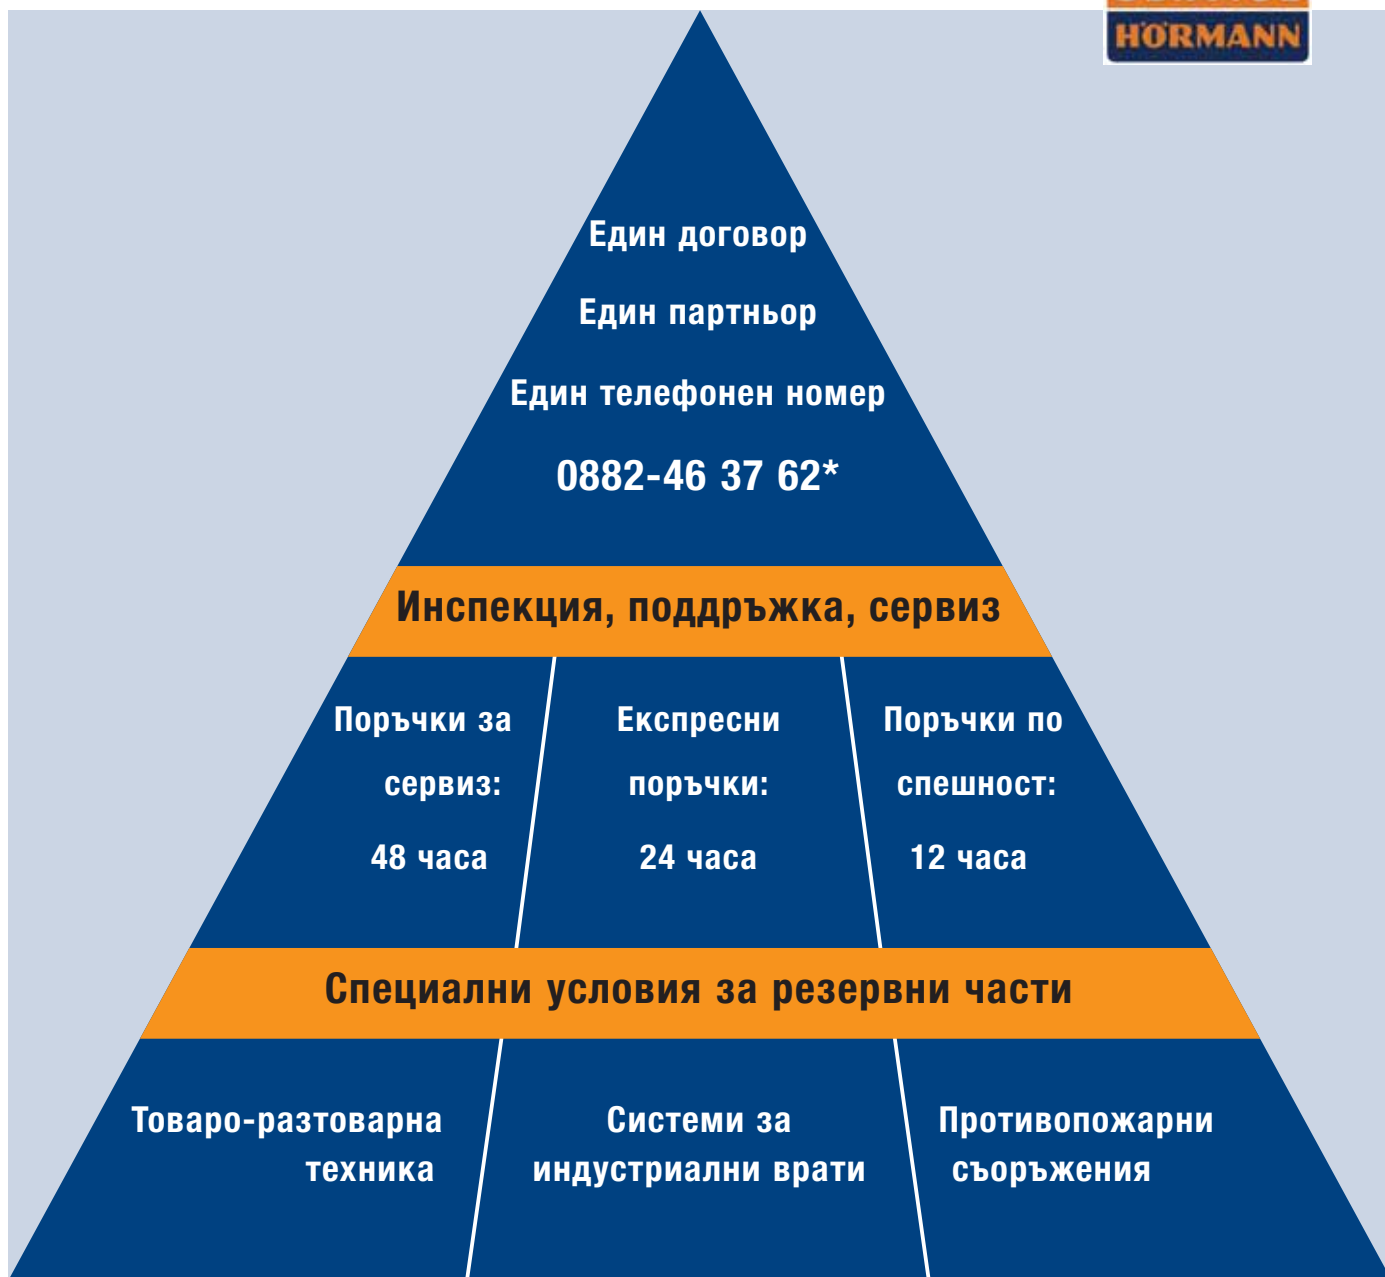 HÖRMANN
Един договор
Един партньор
Един телефонен номер
0882-46 37 62*
Инспекция, поддръжка, сервиз
Поръчки за
сервиз:
48 часа
Експресни
поръчки:
24 часа
Поръчки по
спешност:
12 часа
Специални условия за резервни части
Товаро-разтоварна
техника
Системи за
индустриални врати
Противопожарни
съоръжения